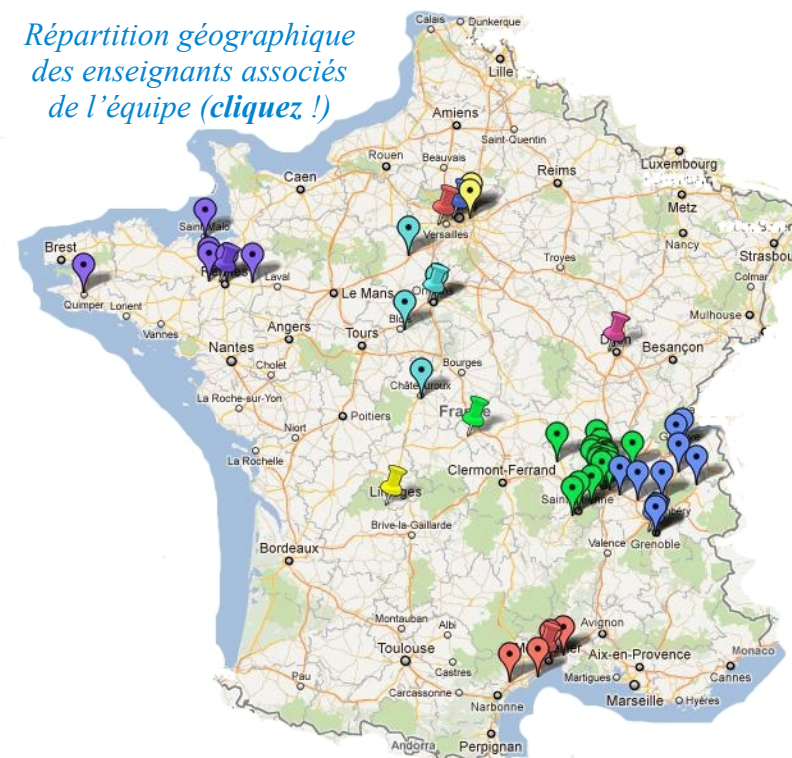 Répartition géographique
des enseignants associés
de l'équipe (cliquez !)
Calais
Dunkerque
Lille
Amiens
Saint-Quentin
Rouen
Beauvais
Luxembourg
Caen
Reims
Metz
Versailles
Nancy
Saint-Malo
Brest
Strasbou
Troyes
Colmar
Laval
Quimper
Le Mans
Lorient
Mulhouse
Vannes
Angers
Tours
Besançon
Nantes
Bourges
Cholet
Châteauroux
La Roche-sur-Yon
Poitiers
Niort
La Rochelle
Clermont-Ferrand
Limoges
Brive-la-Gaillarde
Valence
Grenoble
Bordeaux
Montauban
Albi
Avignon
Toulouse
Castres
Aix-en-Provence
Monaco
Pau
Martigues
Cannes
Carcassonne
Marseille
Hyères
Narbonne
Andorra
Perpignan